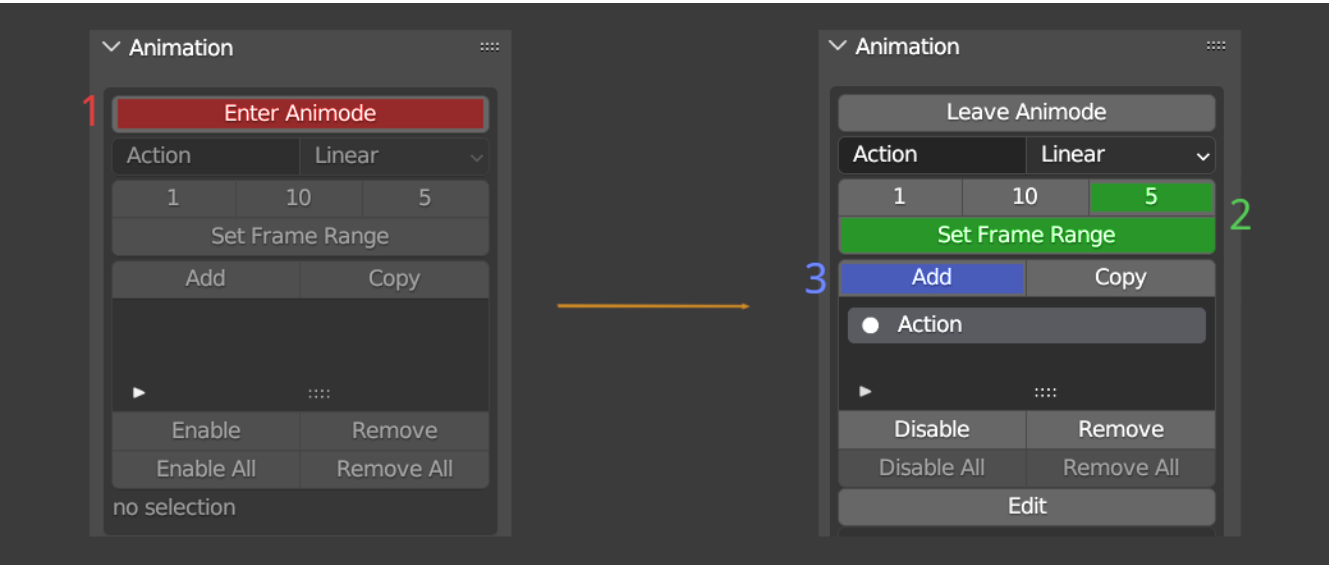 Animation
1 Enter Animode
Action Linear
1 10 5
Set Frame Range
Add Copy
Enable Remove
Enable All Remove All
no selection
Animation
Leave Animode
Action Linear
1 10 5
2
Set Frame Range
3 Add Copy
Action
Disable Remove
Disable All Remove All
Edit